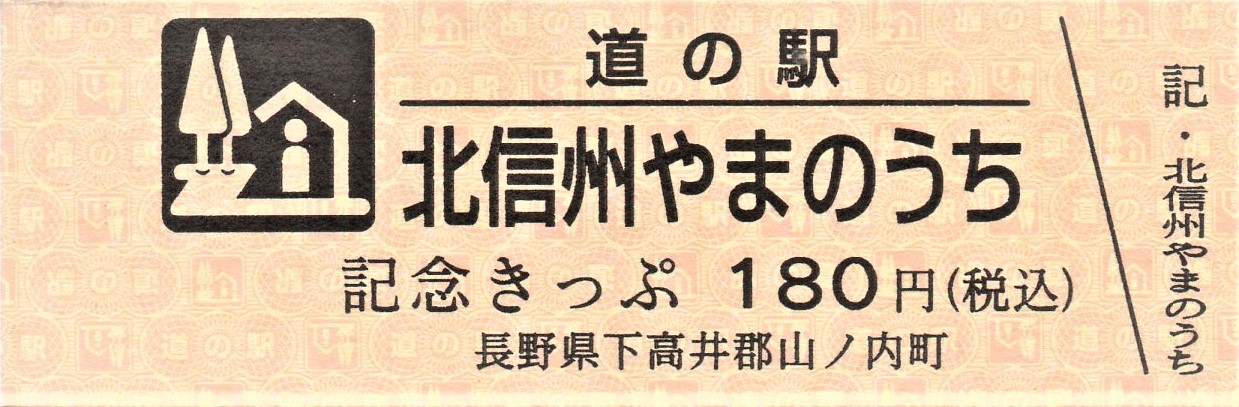 道の駅
北信州やまのうち
記念きっぷ 180円(税込)
長野県下高井郡山ノ内町
記・北信州やまのうち